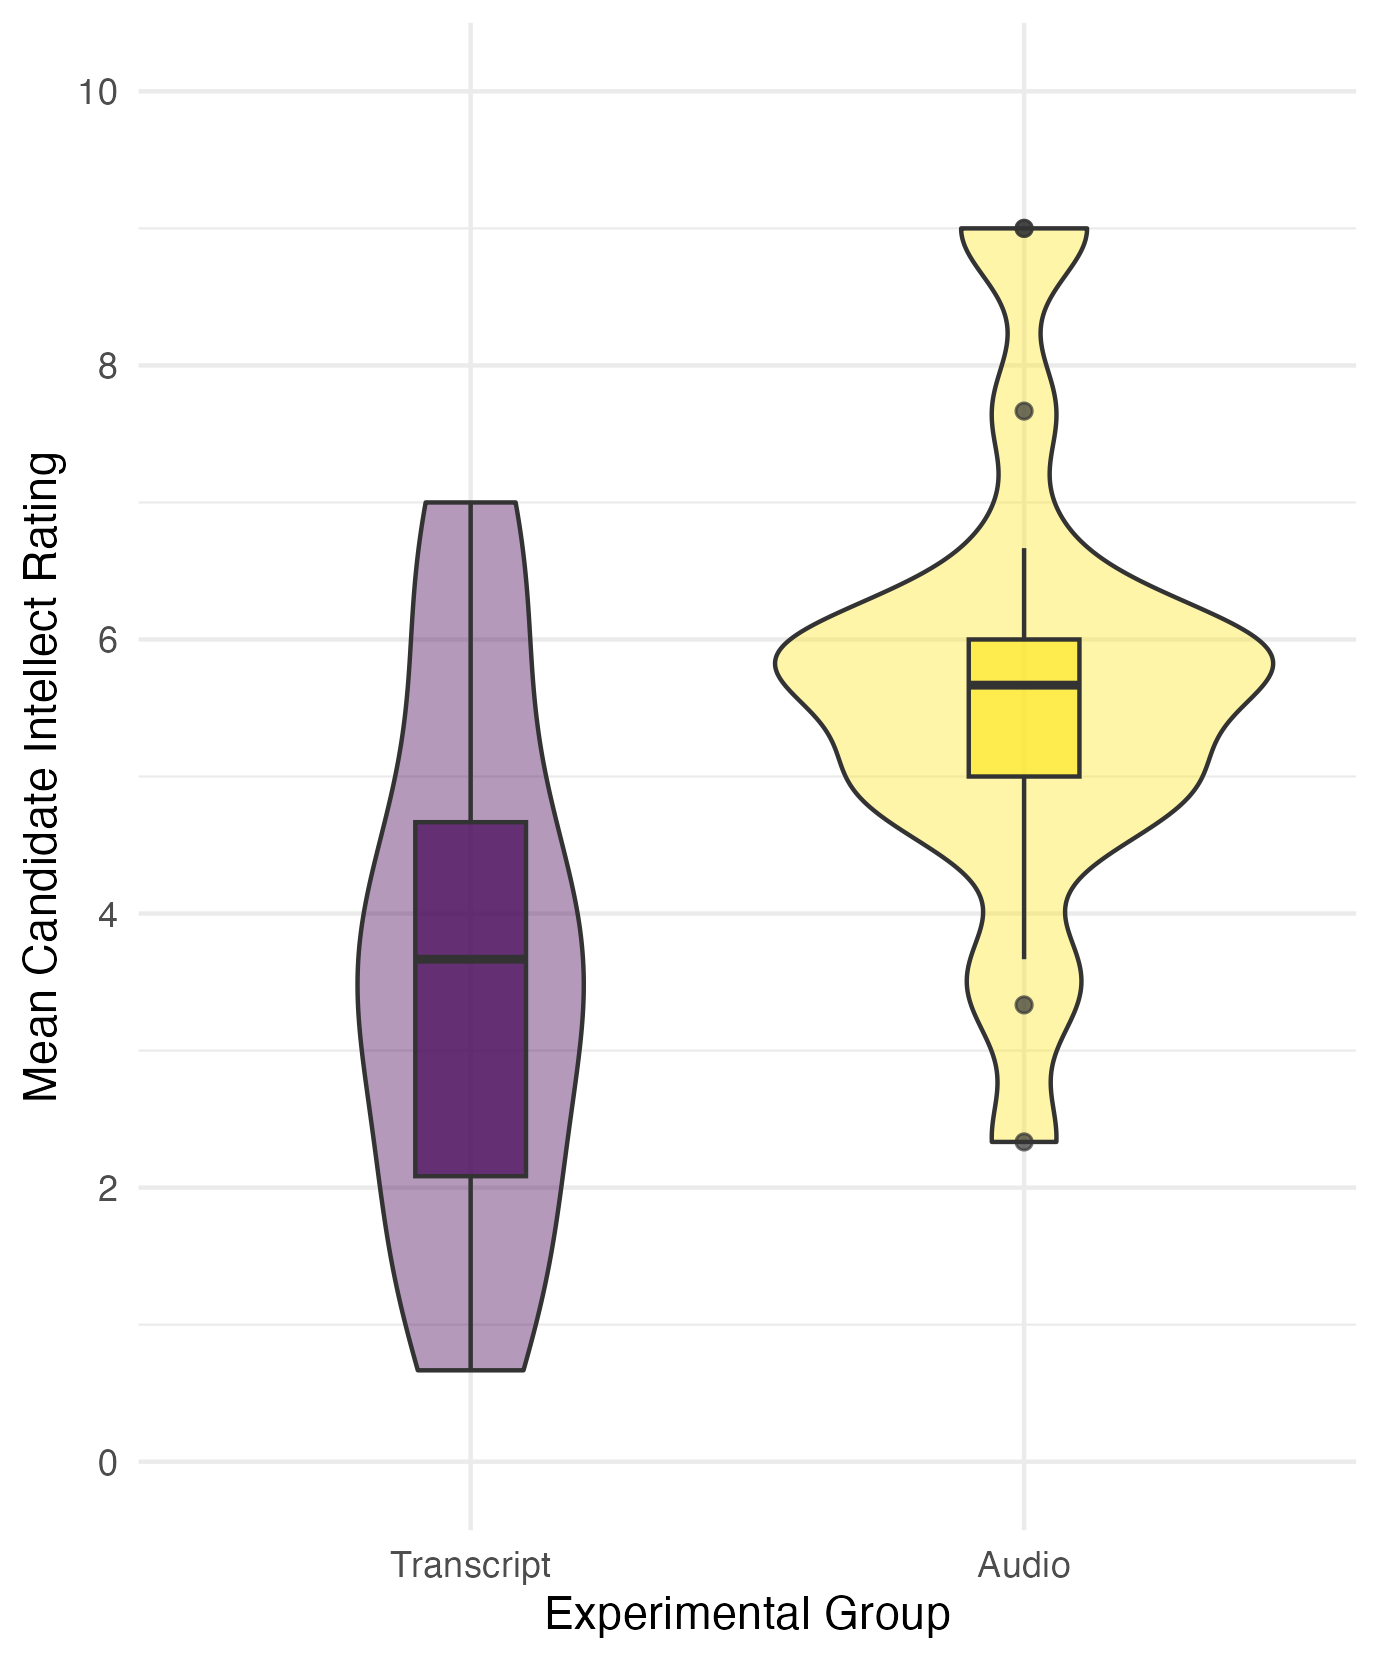 10
8
6
4
2
0
Mean Candidate Intellect Rating
Transcript
Audio
Experimental Group